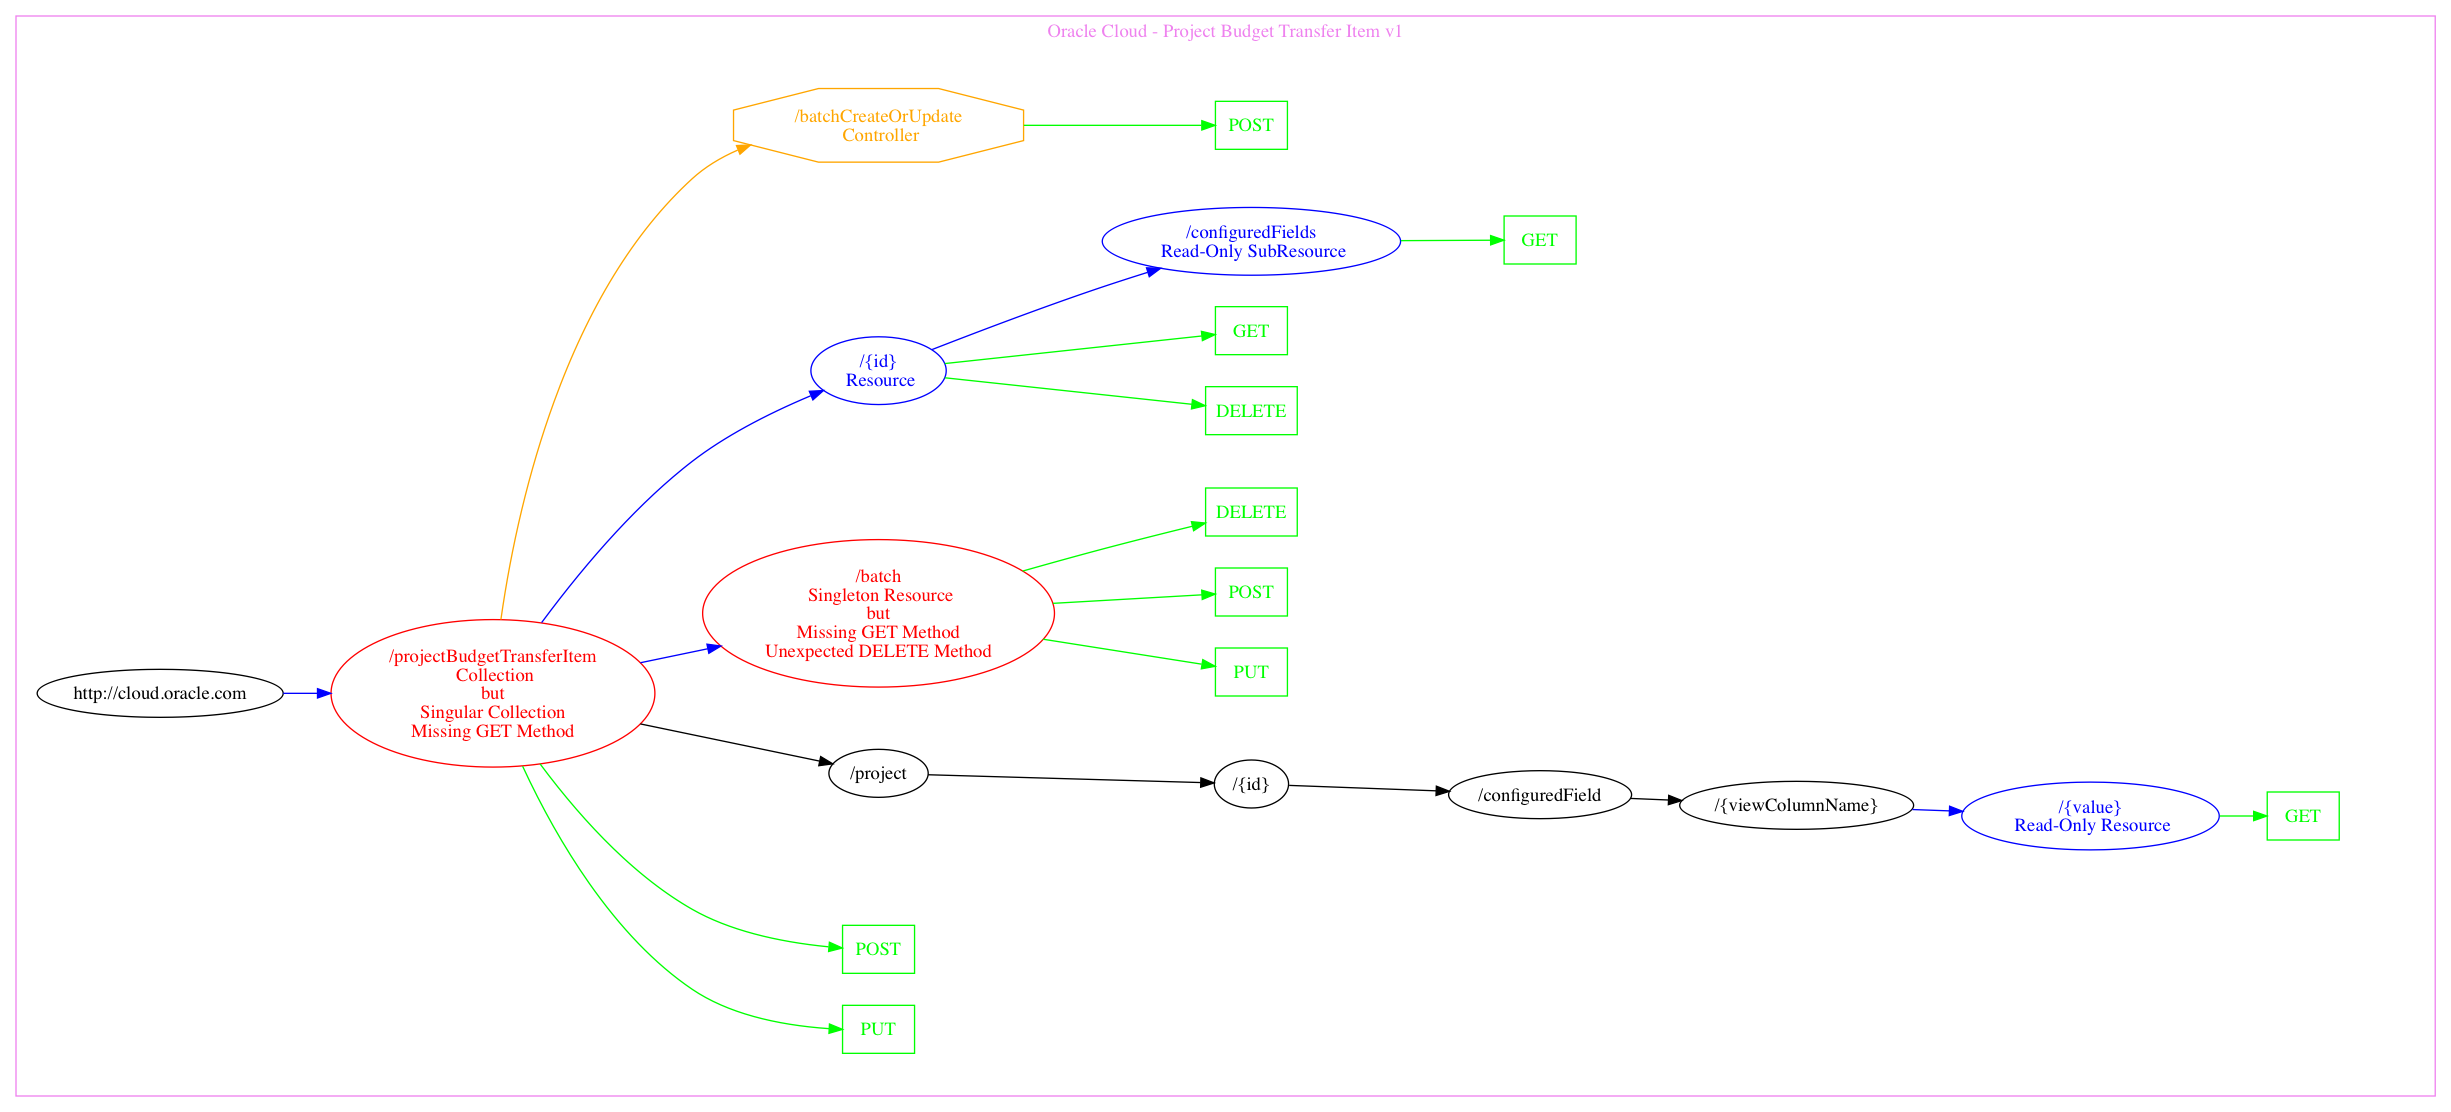 Oracle Cloud - Project Budget Transfer Item v1
/batchCreateOrUpdate
Controller
POST
/configuredFields
Read-Only SubResource
GET
/{id}
Resource
GET
DELETE
/batch
Singleton Resource
but
Missing GET Method
Unexpected DELETE Method
DELETE
POST
PUT
http://cloud.oracle.com
/projectBudgetTransferItem
Collection
but
Singular Collection
Missing GET Method
/project
/{id}
/configuredField
/{viewColumnName}
/{value}
Read-Only Resource
GET
POST
PUT